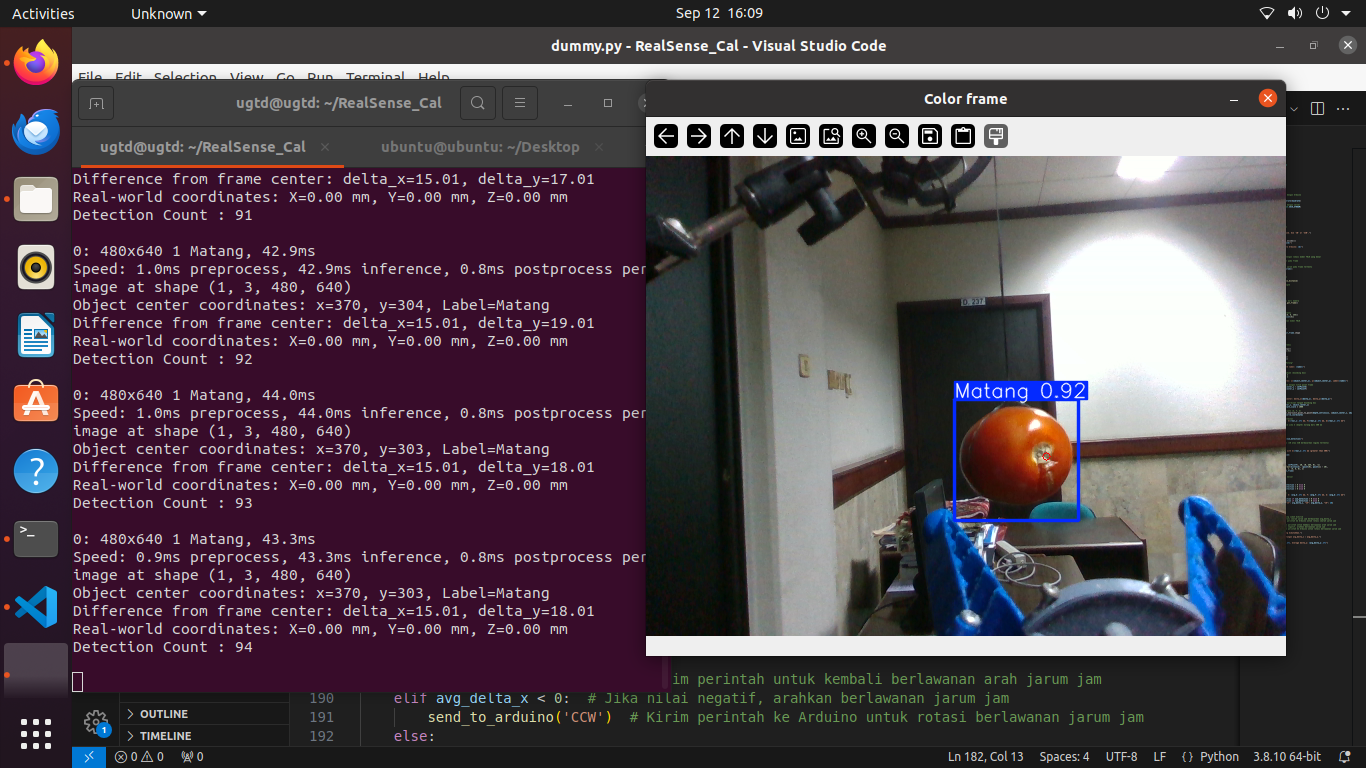 Activities
Unknown
Sep 12 16:09
dummy.py - RealSense_Cal - Visual Studio Code
File Edit Selection View Go Run Terminal Help
ugtd@ugtd: ~/RealSense_Cal
ugtd@ugtd: ~/RealSense_Cal
ubuntu@ubuntu: ~/Desktop
Difference from frame center: delta_x=15.01, delta_y=17.01
Real-world coordinates: X=0.00 mm, Y=0.00 mm, Z=0.00 mm
Detection Count : 91
0: 480x640 1 Matang, 42.9ms
Speed: 1.0ms preprocess, 42.9ms inference, 0.8ms postprocess per
image at shape (1, 3, 480, 640)
Object center coordinates: x=370, y=304, Label=Matang
Difference from frame center: delta_x=15.01, delta_y=19.01
Real-world coordinates: X=0.00 mm, Y=0.00 mm, Z=0.00 mm
Detection Count : 92
0: 480x640 1 Matang, 44.0ms
Speed: 1.0ms preprocess, 44.0ms inference, 0.8ms postprocess per
image at shape (1, 3, 480, 640)
Object center coordinates: x=370, y=303, Label=Matang
Difference from frame center: delta_x=15.01, delta_y=18.01
Real-world coordinates: X=0.00 mm, Y=0.00 mm, Z=0.00 mm
Detection Count : 93
0: 480x640 1 Matang, 43.3ms
Speed: 0.9ms preprocess, 43.3ms inference, 0.8ms postprocess per
image at shape (1, 3, 480, 640)
Object center coordinates: x=370, y=303, Label=Matang
Difference from frame center: delta_x=15.01, delta_y=18.01
Real-world coordinates: X=0.00 mm, Y=0.00 mm, Z=0.00 mm
Detection Count : 94
Color frame
D. 237
Matang 0.92
im perintah untuk kembali berlawanan arah jarum jam
190 elif avg_delta_x < 0: # Jika nilai negatif, arahkan berlawanan jarum jam
191 send_to_arduino('CCW') # Kirim perintah ke Arduino untuk rotasi berlawanan jarum jam
192 else:
OUTLINE
TIMELINE
1
0 0 0
Ln 182, Col 13 Spaces: 4 UTF-8 LF { } Python 3.8.10 64-bit